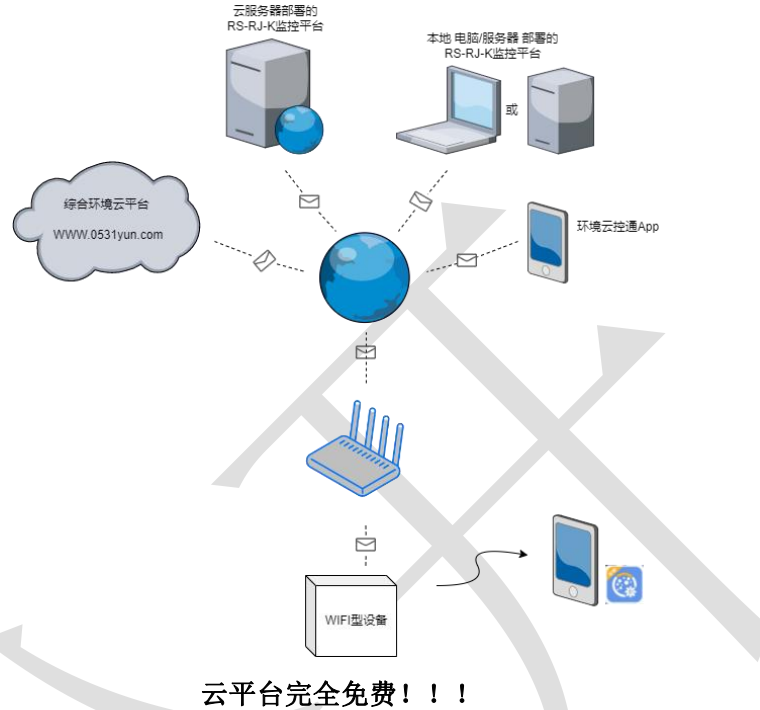 云服务器部署的
RS-RJ-K监控平台
本地 电脑/服务器 部署的
RS-RJ-K监控平台
或
综合环境云平台
WWW.0531yun.com
环境云控通App
WIFI型设备
云平台完全免费！！！